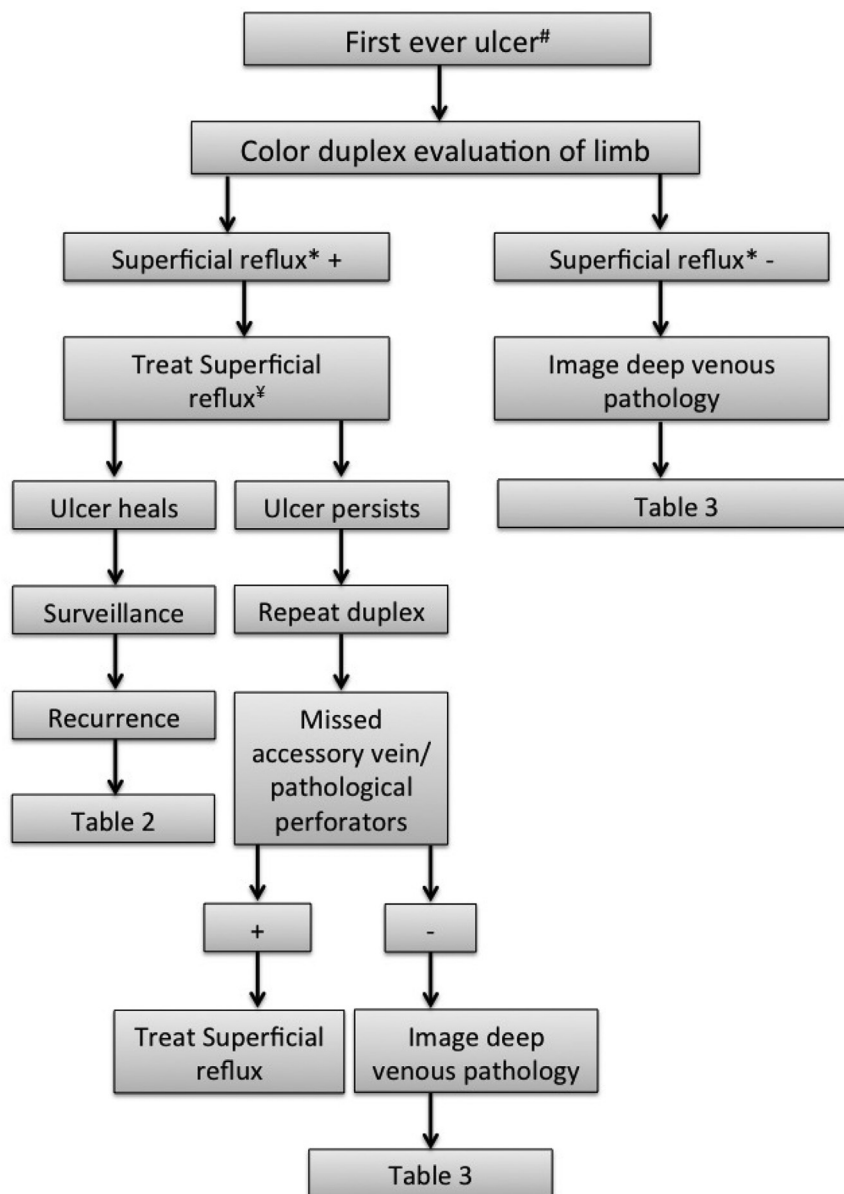 First ever ulcer#
Color duplex evaluation of limb
Superficial reflux* +
Superficial reflux* -
Treat Superficial
reflux¥
Image deep venous
pathology
Ulcer heals
Ulcer persists
Table 3
Surveillance
Repeat duplex
Recurrence
Missed
accessory vein/
pathological
perforators
Table 2
+
-
Treat Superficial
reflux
Image deep
venous pathology
Table 3